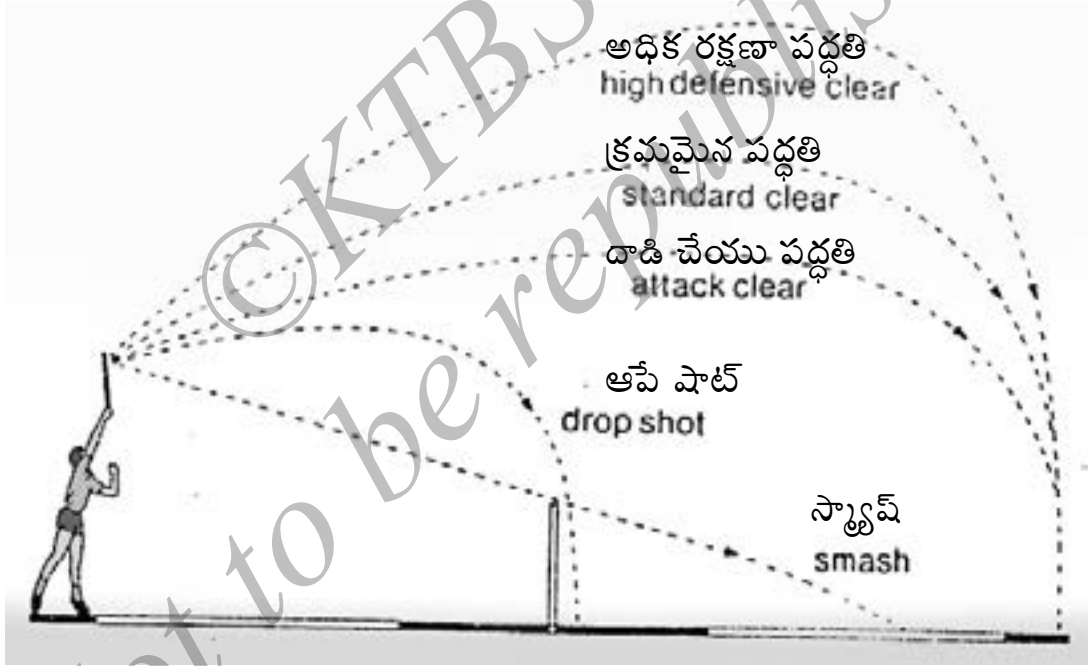 అధిక రక్షణా పద్ధతి
high defensive clear
క్రమమైన పద్ధతి
standard clear
దాడి చేయు పద్ధతి
attack clear
ఆపే షాట్
drop shot
స్మ్యాష్
smash
©KTBS
not to be republis